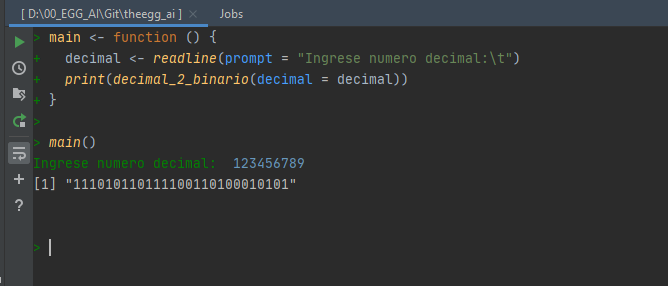 [ D:\00_EGG_AI\Git\theegg_ai ] × Jobs
> main <- function () {
+ decimal <- readline(prompt = "Ingrese numero decimal:\t")
+ print(decimal_2_binario(decimal = decimal))
+ }
>
> main()
Ingrese numero decimal: 123456789
[1] "111010110111100110100010101"
>